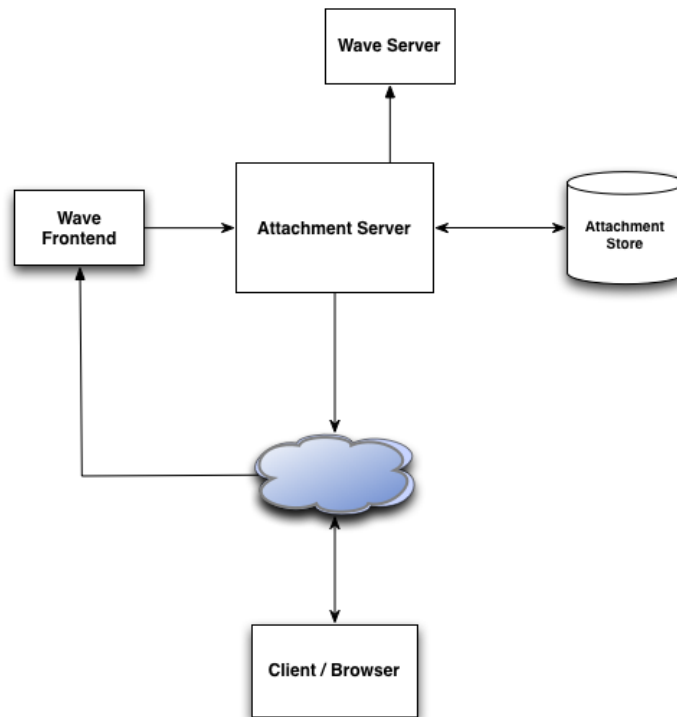 Wave Server
Wave
Frontend
Attachment Server
Attachment
Store
Client / Browser